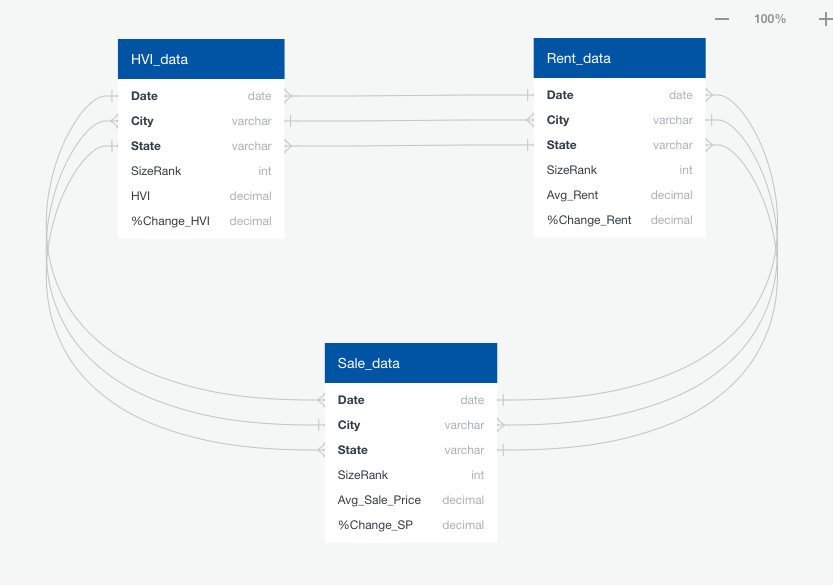 100%
HVI_data
Date date
City varchar
State varchar
SizeRank int
HVI decimal
%Change_HVI decimal
Rent_data
Date date
City varchar
State varchar
SizeRank int
Avg_Rent decimal
%Change_Rent decimal
Sale_data
Date date
City varchar
State varchar
SizeRank int
Avg_Sale_Price decimal
%Change_SP decimal